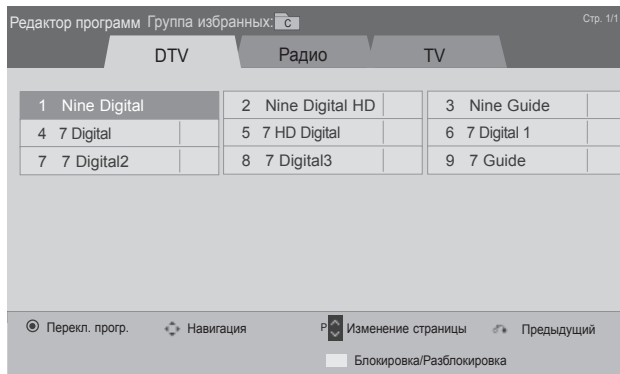 Редактор программ Группа избранных: C Стр. 1/1
DTV Радио TV
1 Nine Digital 2 Nine Digital HD 3 Nine Guide
4 7 Digital 5 7 HD Digital 6 7 Digital 1
7 7 Digital2 8 7 Digital3 9 7 Guide
Перекл. прогр. Навигация P Изменение страницы Предыдущий
Блокировка/Разблокировка